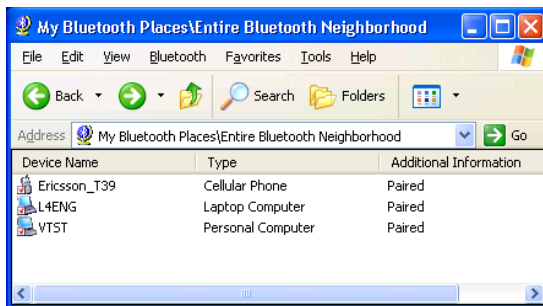 My Bluetooth Places\Entire Bluetooth Neighborhood
File Edit View Bluetooth Favorites Tools Help
Back Search Folders
Address My Bluetooth Places\Entire Bluetooth Neighborhood Go
Device Name Type Additional Information
Ericsson_T39 Cellular Phone Paired
L4ENG Laptop Computer Paired
VTST Personal Computer Paired